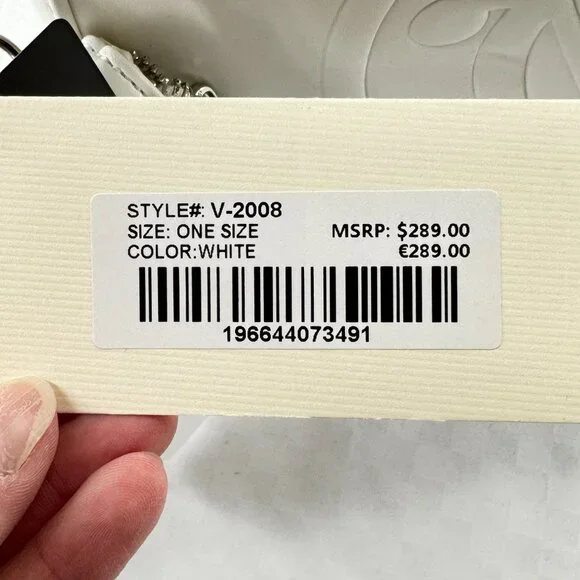 STYLE#: V-2008
SIZE: ONE SIZE MSRP: $289.00
COLOR:WHITE €289.00
196644073491